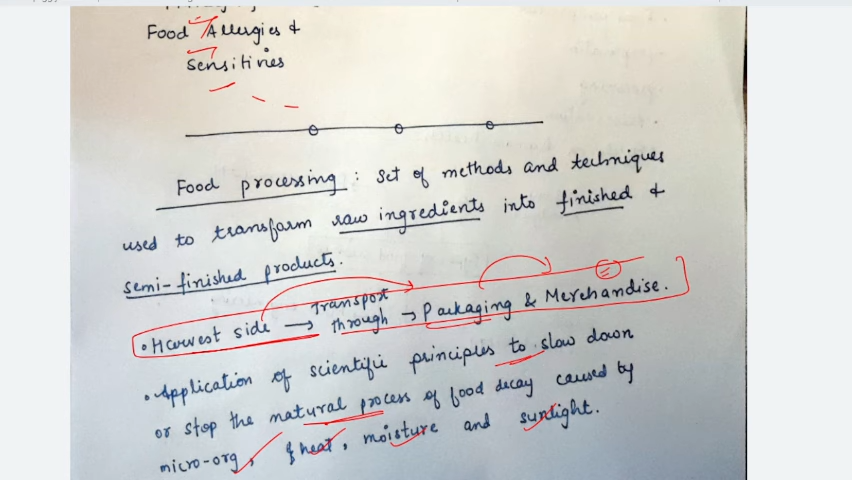 Food Allergies &
Sensitivies
Food processing : Set of methods and techniques
used to transform raw ingredients into finished &
semi-finished products.
• Harvest side → Transport through → Packaging & Merchandise.
• Application of scientific principles to slow down
or stop the natural process of food decay caused by
micro-org, & heat, moisture and sunlight.